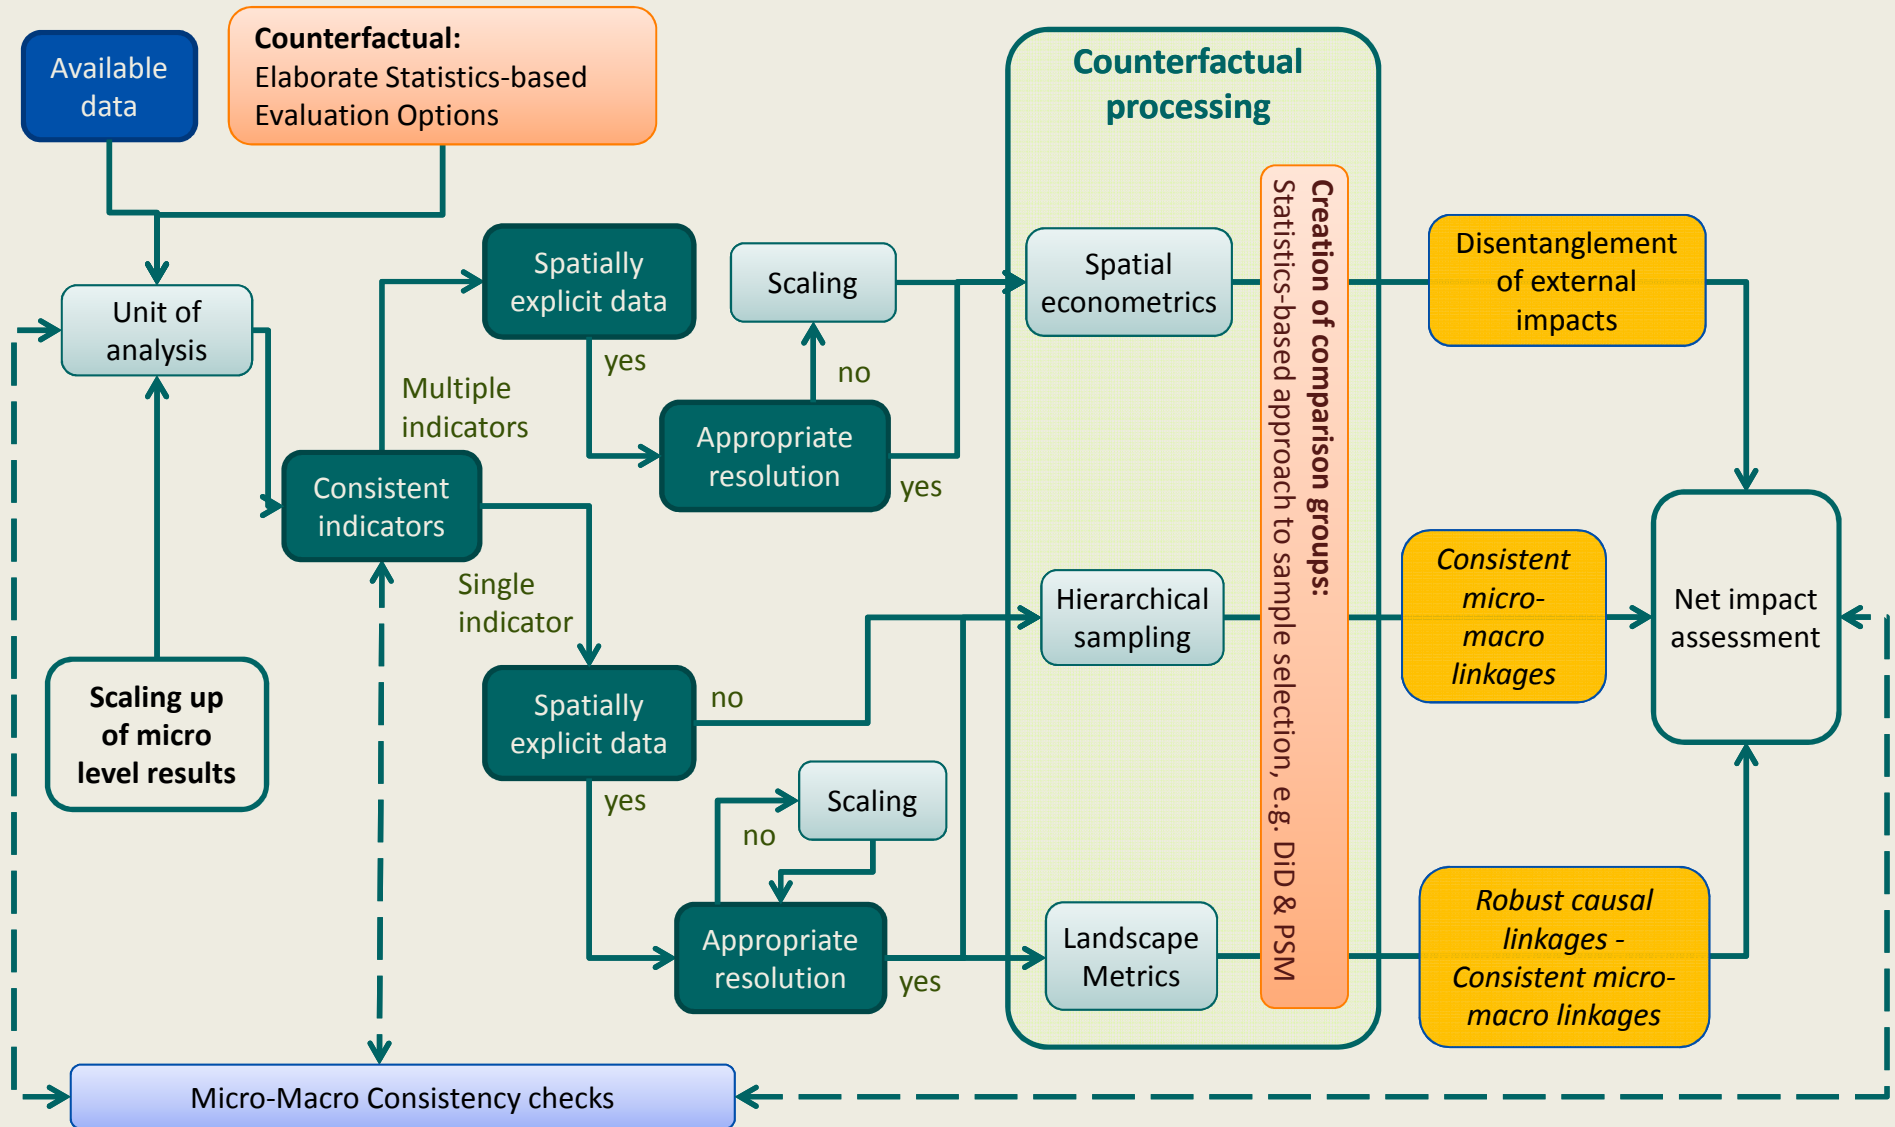 Available
data
Counterfactual:
Elaborate Statistics-based
Evaluation Options
Unit of
analysis
Scaling up
of micro
level results
Consistent
indicators
Multiple
indicators
Single
indicator
Spatially
explicit data
yes
Scaling
no
Appropriate
resolution
yes
Spatially
explicit data
no
yes
Scaling
no
Appropriate
resolution
yes
Counterfactual
processing
Spatial
econometrics
Hierarchical
sampling
Landscape
Metrics
Creation of comparison groups:
Statistics-based approach to sample selection, e.g. DiD & PSM
Disentanglement
of external
impacts
Consistent
micro-
macro
linkages
Robust causal
linkages -
Consistent micro-
macro linkages
Net impact
assessment
Micro-Macro Consistency checks